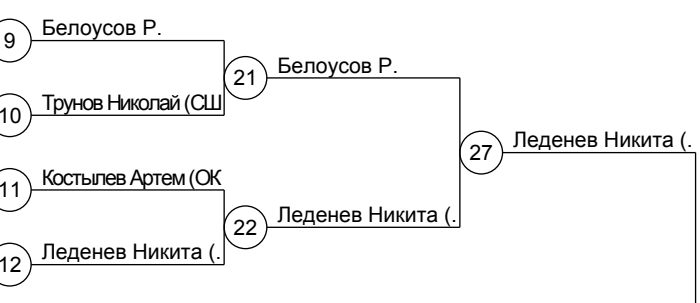 9 Белоусов Р.
21 Белоусов Р.
10 Трунов Николай (СШ
27 Леденев Никита (.
11 Костылев Артем (ОК
22 Леденев Никита (.
12 Леденев Никита (.